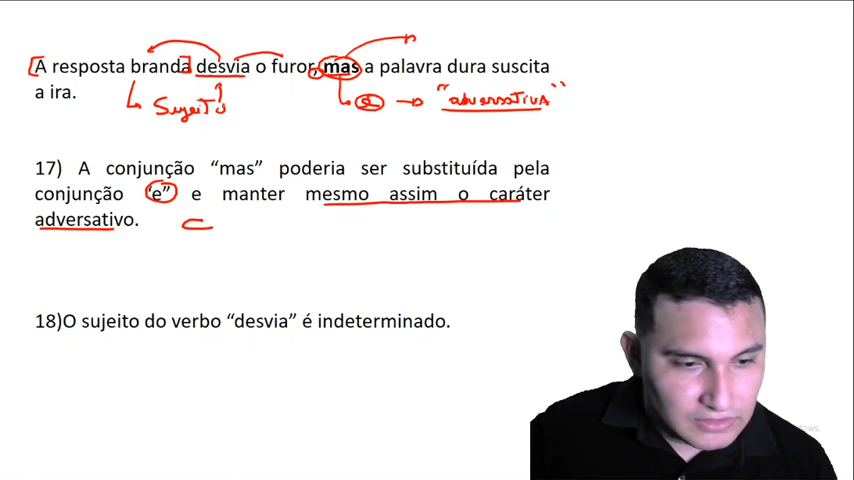 A resposta branda desvia o furor, mas a palavra dura suscita
a ira.
Sujeito
e
"adversativa"
17) A conjunção “mas” poderia ser substituída pela
conjunção “e” e manter mesmo assim o caráter
adversativo.
C
18)O sujeito do verbo “desvia” é indeterminado.